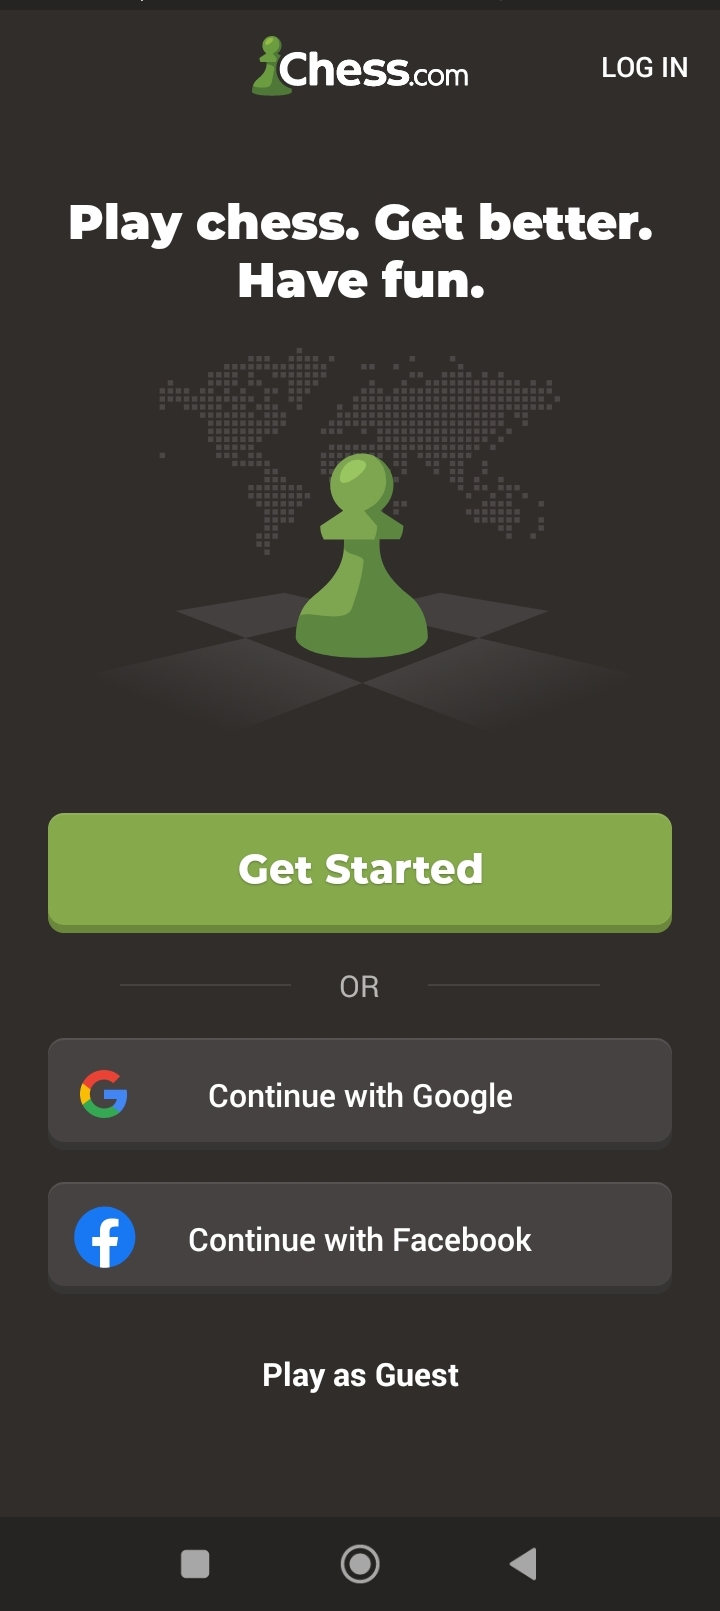 Chess.com
LOG IN
Play chess. Get better.
Have fun.
Get Started
OR
Continue with Google
Continue with Facebook
Play as Guest